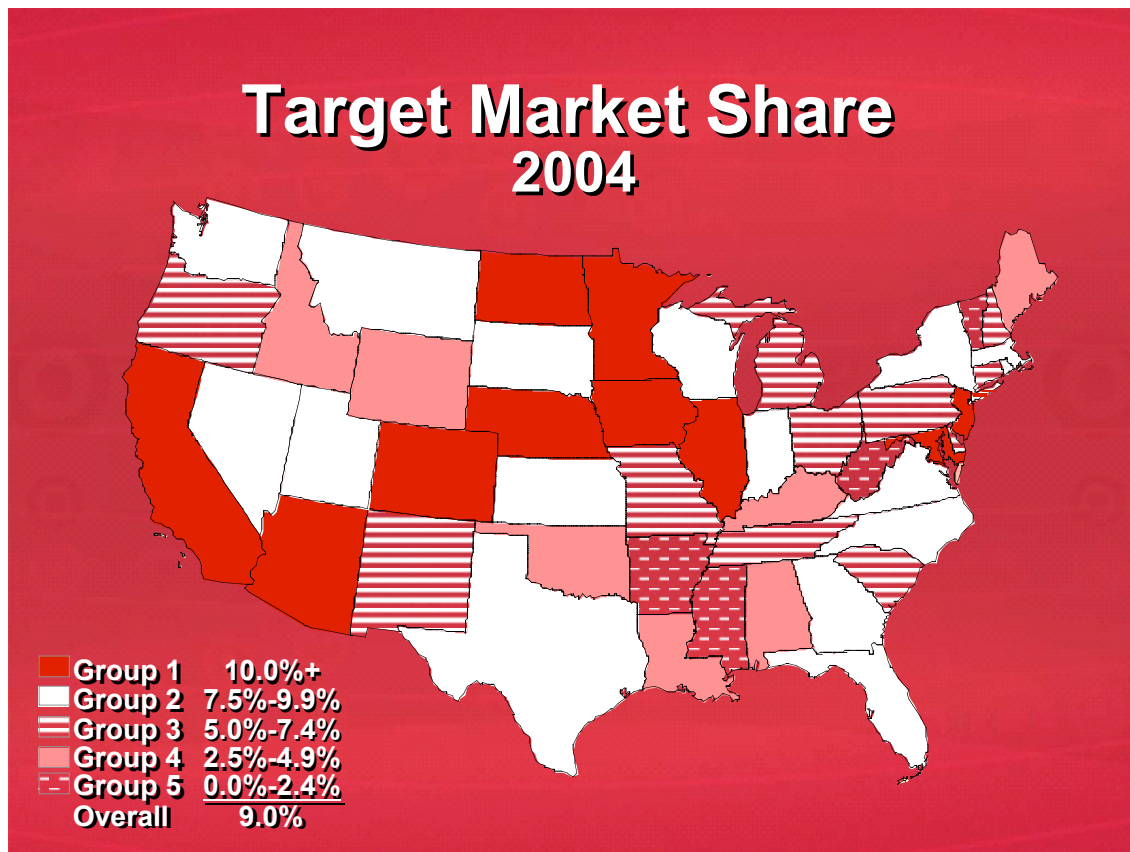 Target Market Share
2004
Group 1 10.0%+
Group 2 7.5%-9.9%
Group 3 5.0%-7.4%
Group 4 2.5%-4.9%
Group 5 0.0%-2.4%
Overall 9.0%